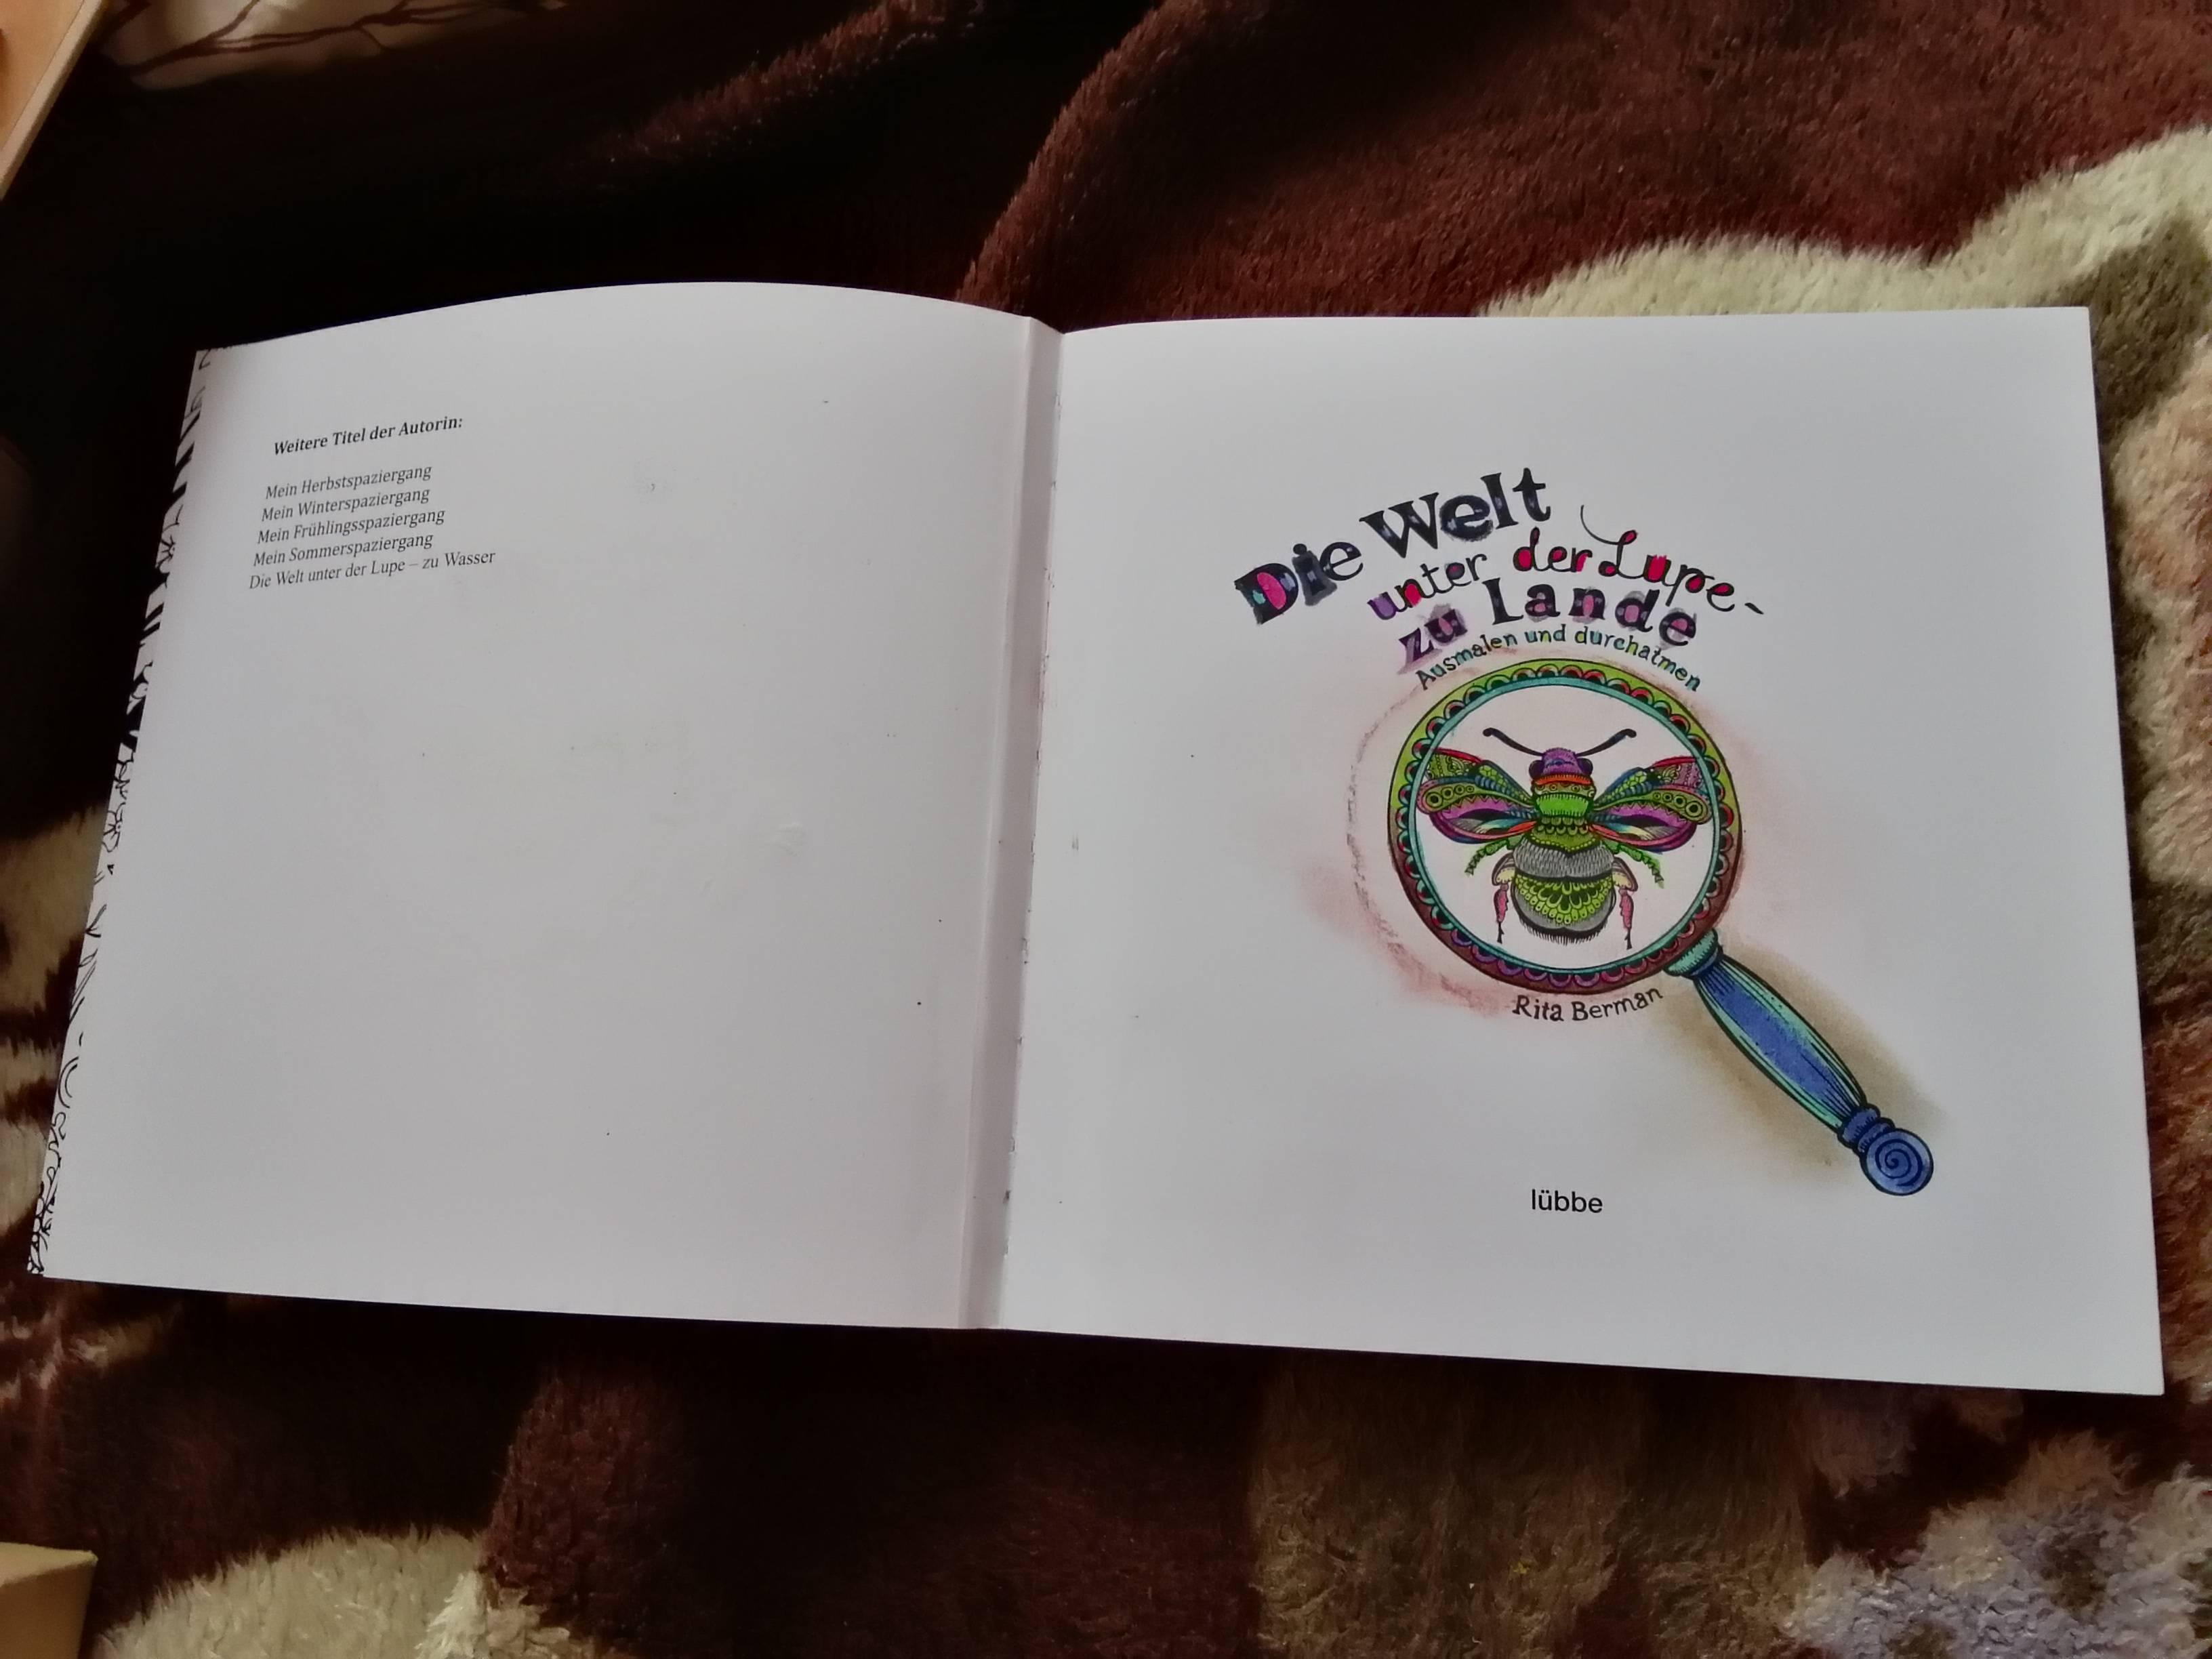 Weitere Titel der Autorin:
Mein Herbstspaziergang
Mein Winterspaziergang
Mein Frühlingsspaziergang
Mein Sommerspaziergang
Die Welt unter der Lupe – zu Wasser
Die Welt
unter der Lupe-
zu Lande
Ausmalen und durchatmen
Rita Berman
lübbe